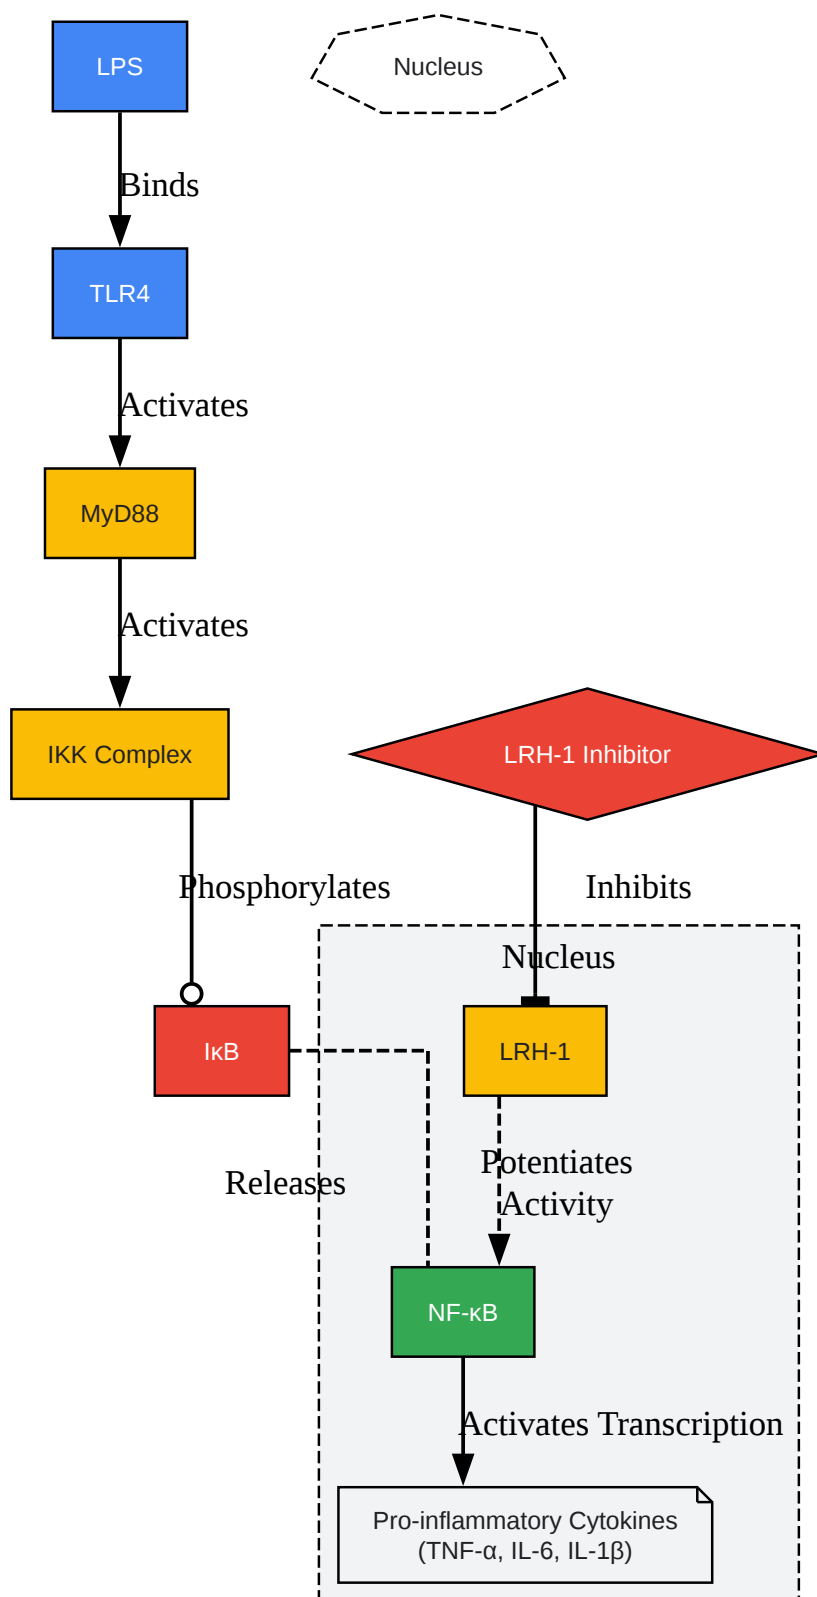 LPS
Nucleus
Binds
TLR4
Activates
MyD88
Activates
IKK Complex
LRH-1 Inhibitor
Phosphorylates
Inhibits
Nucleus
IκB
LRH-1
Potentiates
Activity
Releases
NF-κB
Activates Transcription
Pro-inflammatory Cytokines
(TNF-α, IL-6, IL-1β)